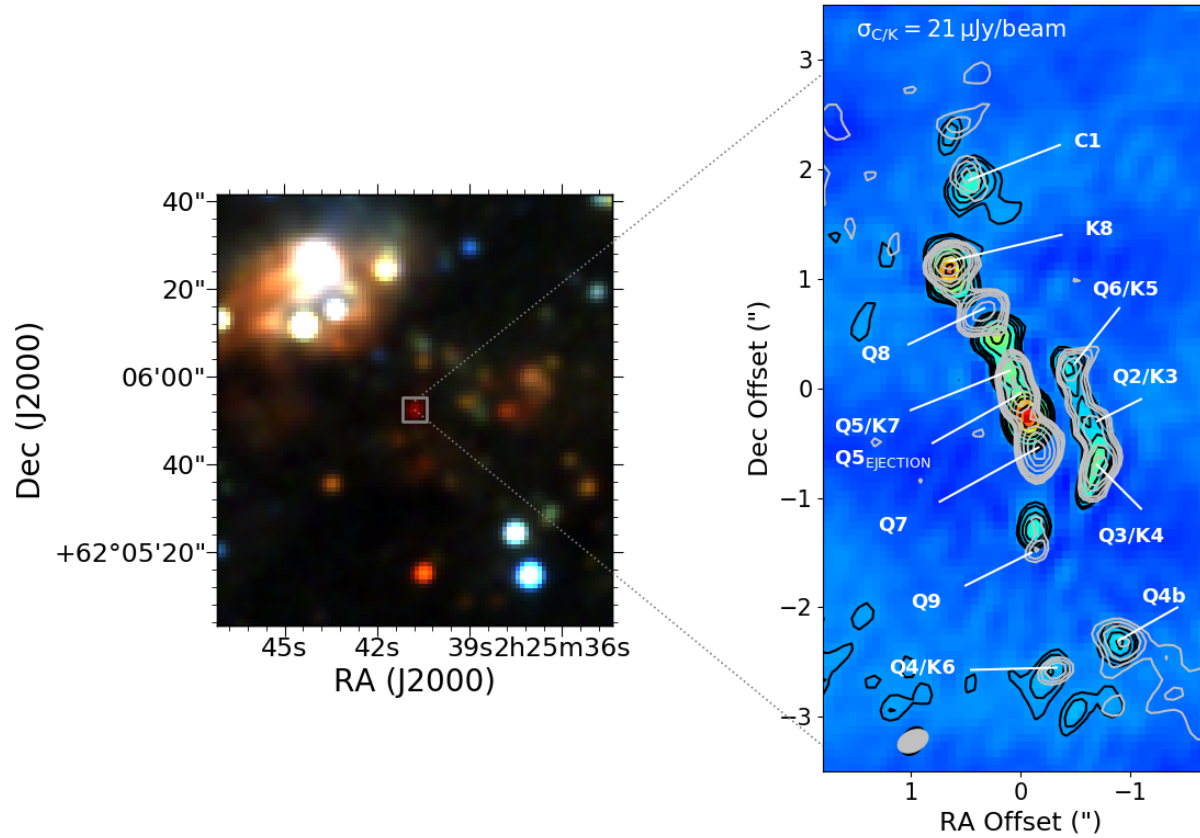 40"
20"
06'00"
40"
+62°05'20"
45s
42s
39s
2h25m36s
RA (J2000)
Dec (J2000)
σC/K = 21 μJy/beam
C1
K8
Q6/K5
Q8
Q2/K3
Q5/K7
Q5EJECTION
Q7
Q3/K4
Q9
Q4b
Q4/K6
3
2
1
0
−1
−2
−3
1
0
−1
Dec Offset (")
RA Offset (")